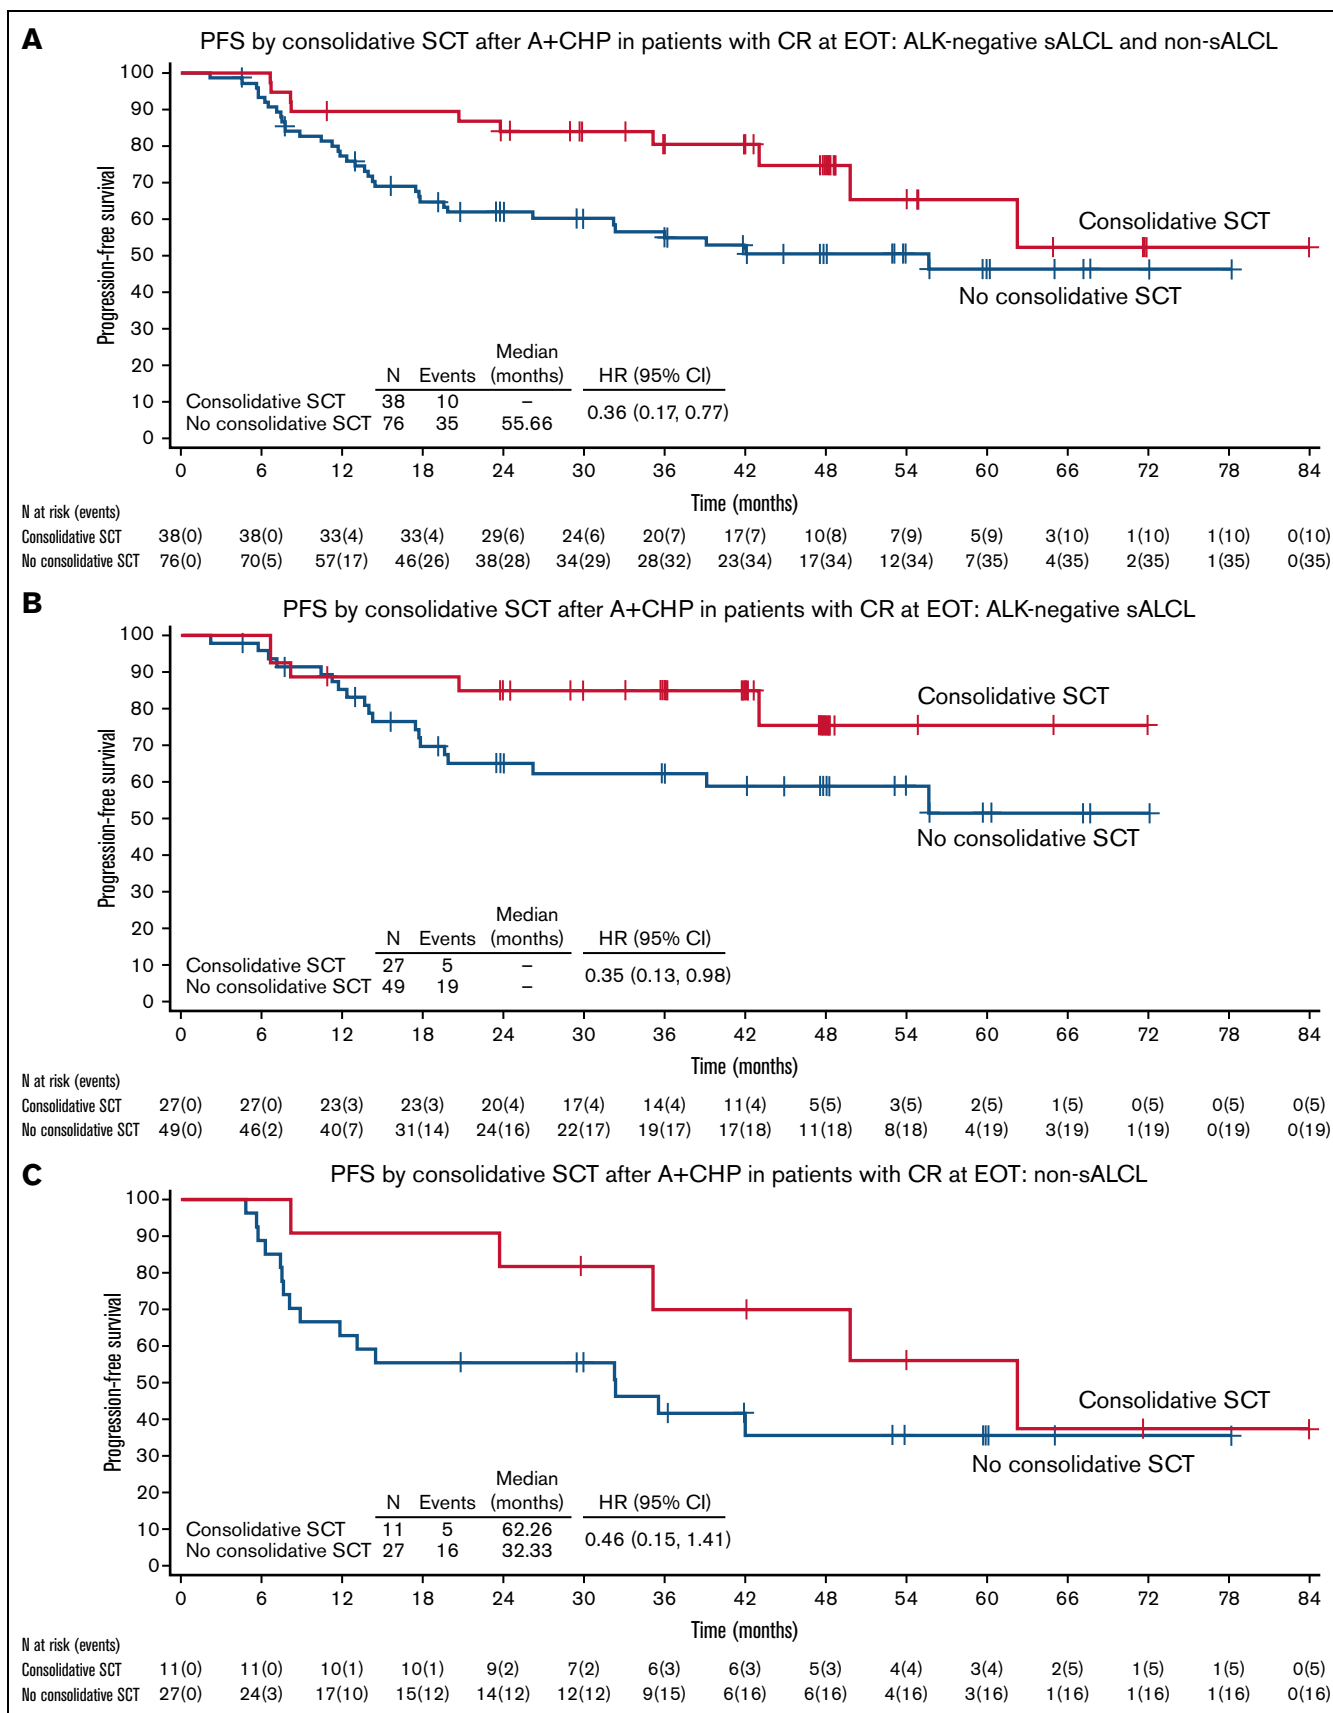 A
PFS by consolidative SCT after A+CHP in patients with CR at EOT: ALK-negative sALCL and non-sALCL
100
90
80
70
60
50
40
30
20
10
0
Progression-free survival
Consolidative SCT
No consolidative SCT
Median
N Events (months) HR (95% CI)
Consolidative SCT 38 10 – 0.36 (0.17, 0.77)
No consolidative SCT 76 35 55.66
0 6 12 18 24 30 36 42 48 54 60 66 72 78 84
Time (months)
N at risk (events)
Consolidative SCT 38(0) 38(0) 33(4) 33(4) 29(6) 24(6) 20(7) 17(7) 10(8) 7(9) 5(9) 3(10) 1(10) 1(10) 0(10)
No consolidative SCT 76(0) 70(5) 57(17) 46(26) 38(28) 34(29) 28(32) 23(34) 17(34) 12(34) 7(35) 4(35) 2(35) 1(35) 0(35)
B
PFS by consolidative SCT after A+CHP in patients with CR at EOT: ALK-negative sALCL
100
90
80
70
60
50
40
30
20
10
0
Progression-free survival
Consolidative SCT
No consolidative SCT
Median
N Events (months) HR (95% CI)
Consolidative SCT 27 5 – 0.35 (0.13, 0.98)
No consolidative SCT 49 19 –
0 6 12 18 24 30 36 42 48 54 60 66 72 78 84
Time (months)
N at risk (events)
Consolidative SCT 27(0) 27(0) 23(3) 23(3) 20(4) 17(4) 14(4) 11(4) 5(5) 3(5) 2(5) 1(5) 0(5) 0(5) 0(5)
No consolidative SCT 49(0) 46(2) 40(7) 31(14) 24(16) 22(17) 19(17) 17(18) 11(18) 8(18) 4(19) 3(19) 1(19) 0(19) 0(19)
C
PFS by consolidative SCT after A+CHP in patients with CR at EOT: non-sALCL
100
90
80
70
60
50
40
30
20
10
0
Progression-free survival
Consolidative SCT
No consolidative SCT
Median
N Events (months) HR (95% CI)
Consolidative SCT 11 5 62.26 0.46 (0.15, 1.41)
No consolidative SCT 27 16 32.33
0 6 12 18 24 30 36 42 48 54 60 66 72 78 84
Time (months)
N at risk (events)
Consolidative SCT 11(0) 11(0) 10(1) 10(1) 9(2) 7(2) 6(3) 6(3) 5(3) 4(4) 3(4) 2(5) 1(5) 1(5) 0(5)
No consolidative SCT 27(0) 24(3) 17(10) 15(12) 14(12) 12(12) 9(15) 6(16) 6(16) 4(16) 3(16) 1(16) 1(16) 1(16) 0(16)